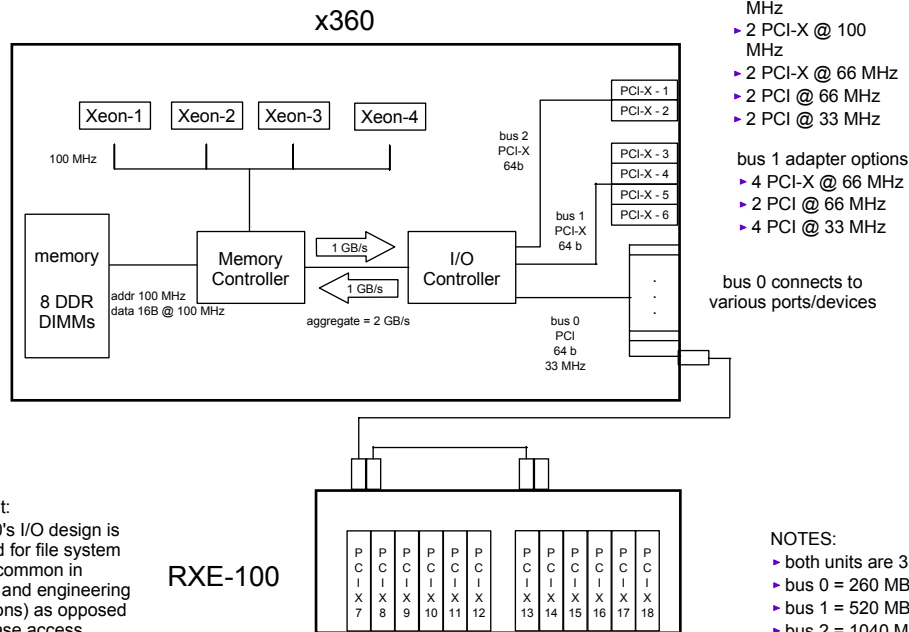 x360
MHz
► 2 PCI-X @ 100
MHz
► 2 PCI-X @ 66 MHz
► 2 PCI @ 66 MHz
► 2 PCI @ 33 MHz
bus 1 adapter options
► 4 PCI-X @ 66 MHz
► 2 PCI @ 66 MHz
► 4 PCI @ 33 MHz
bus 0 connects to
various ports/devices
Xeon-1
Xeon-2
Xeon-3
Xeon-4
100 MHz
PCI-X - 1
PCI-X - 2
PCI-X - 3
PCI-X - 4
PCI-X - 5
PCI-X - 6
bus 2
PCI-X
64b
bus 1
PCI-X
64 b
memory
8 DDR
DIMMs
addr 100 MHz
data 16B @ 100 MHz
Memory
Controller
1 GB/s
1 GB/s
aggregate = 2 GB/s
I/O
Controller
bus 0
PCI
64 b
33 MHz
t:
0's I/O design is
d for file system
common in
and engineering
ons) as opposed
ase access
RXE-100
PCI-X 7
PCI-X 8
PCI-X 9
PCI-X 10
PCI-X 11
PCI-X 12
PCI-X 13
PCI-X 14
PCI-X 15
PCI-X 16
PCI-X 17
PCI-X 18
NOTES:
► both units are 3
► bus 0 = 260 MB
► bus 1 = 520 MB
► bus 2 = 1040 M